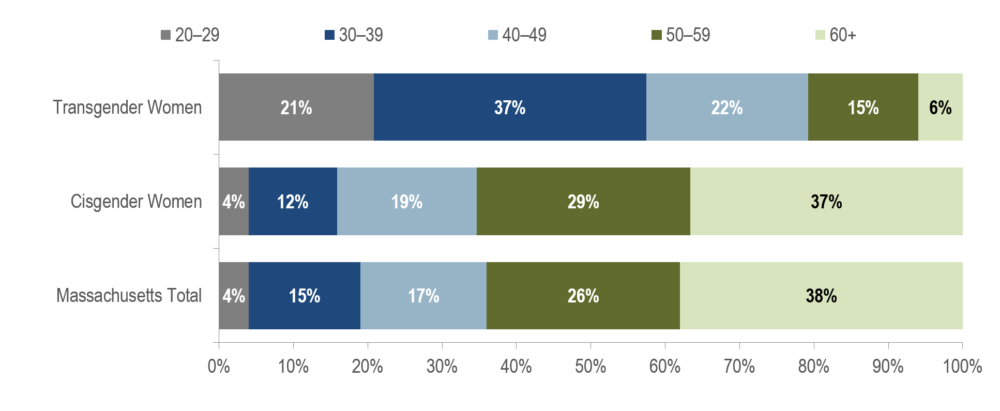 20–29 30–39 40–49 50–59 60+
Transgender Women 21% 37% 22% 15% 6%
Cisgender Women 4% 12% 19% 29% 37%
Massachusetts Total 4% 15% 17% 26% 38%
0% 10% 20% 30% 40% 50% 60% 70% 80% 90% 100%